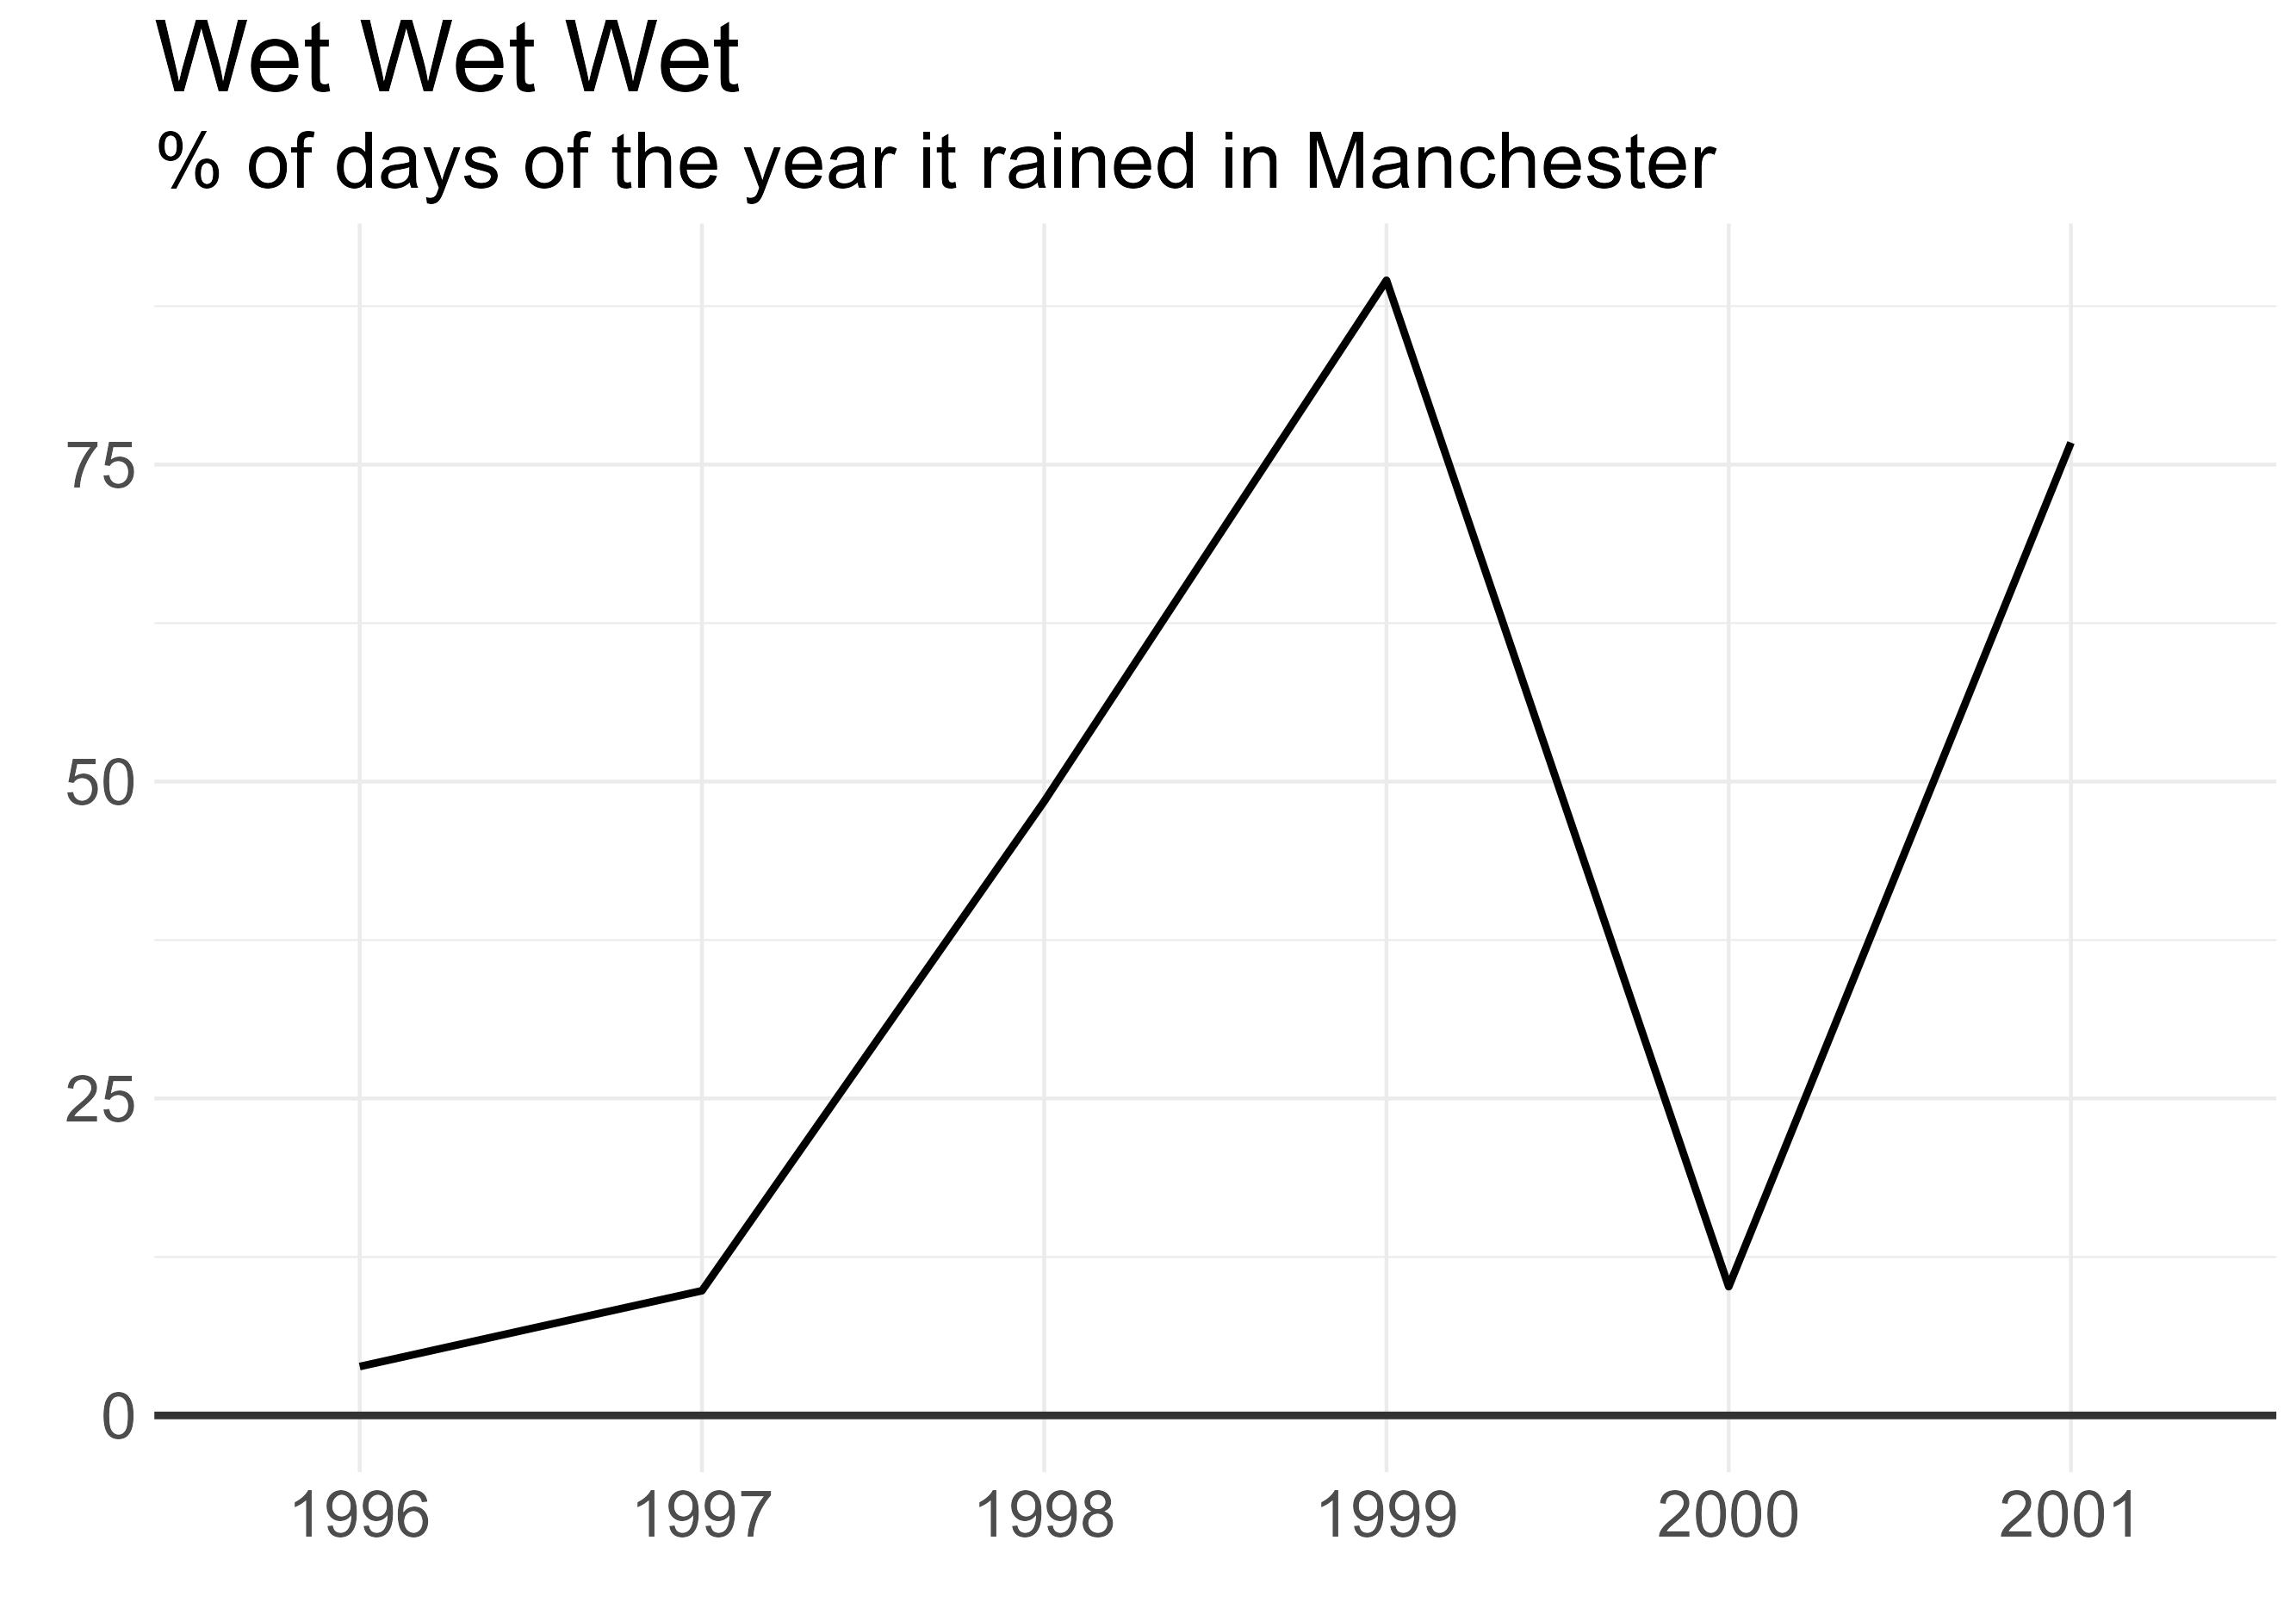 Wet Wet Wet
% of days of the year it rained in Manchester
75
50
25
0
1996 1997 1998 1999 2000 2001